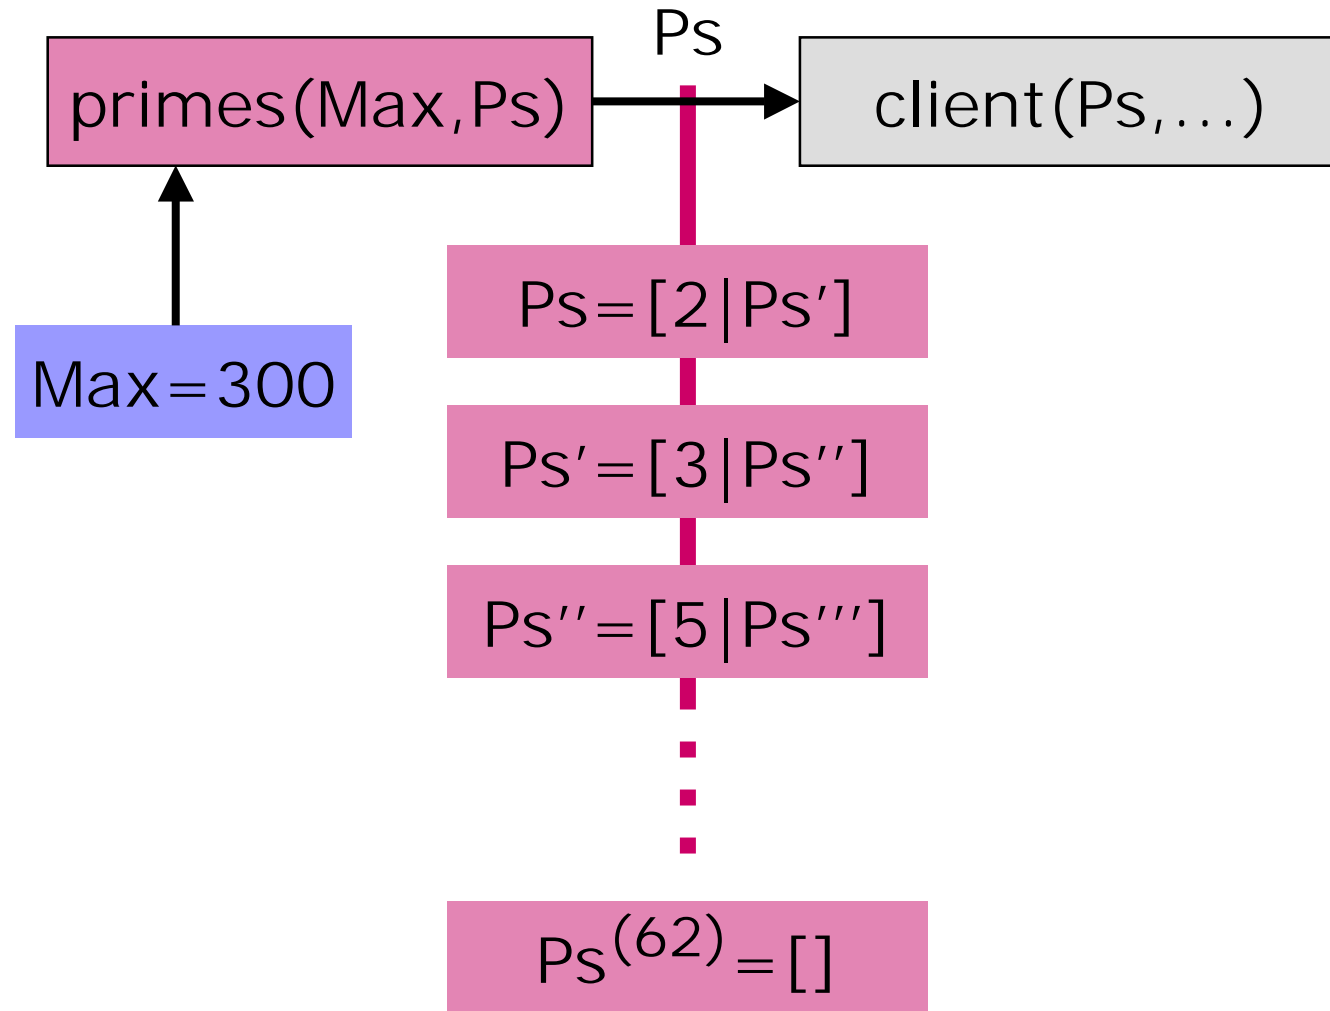 Ps
primes(Max,Ps)
client(Ps,...)
Ps=[2|Ps']
Max=300
Ps'=[3|Ps'']
Ps''=[5|Ps''']
Ps(62)=[]